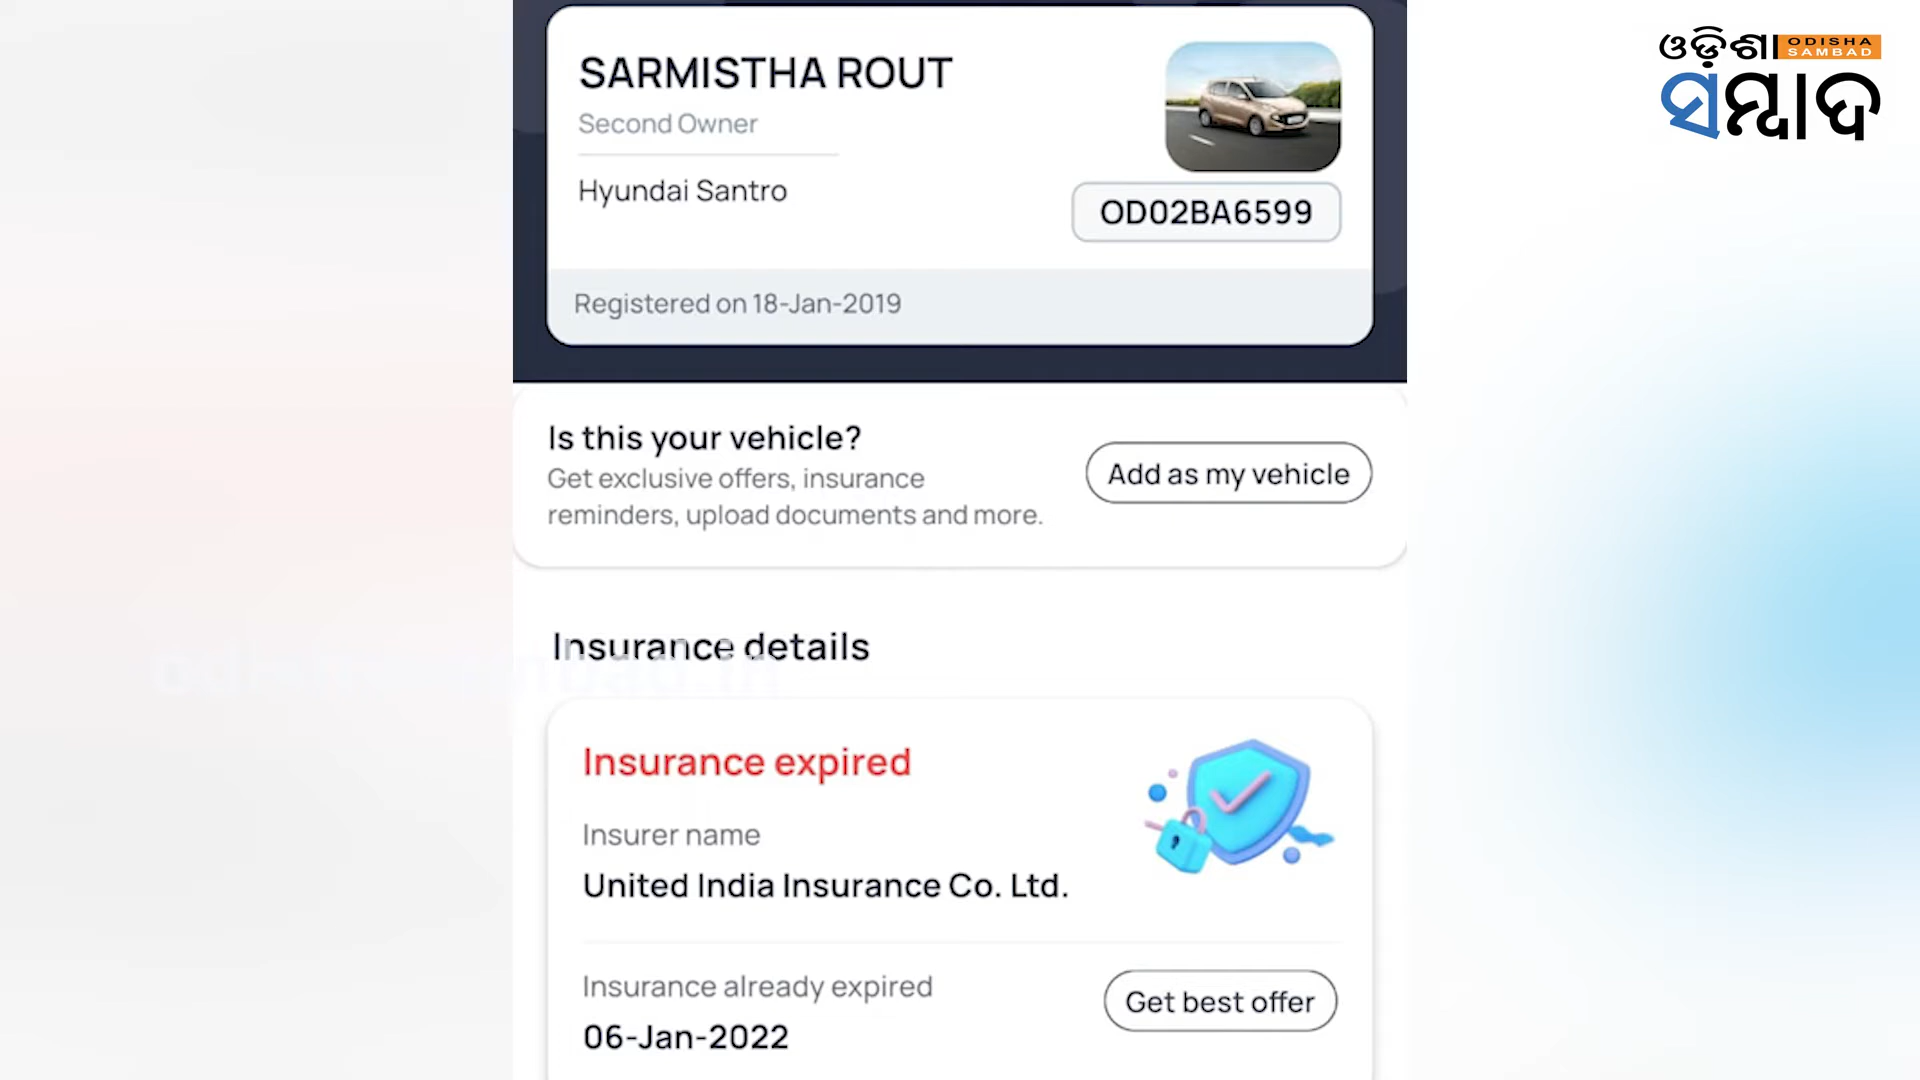 ଓଡ଼ିଶା
ODISHA
SAMBAD
ସମ୍ବାଦ
SARMISTHA ROUT
Second Owner
Hyundai Santro
OD02BA6599
Registered on 18-Jan-2019
Is this your vehicle?
Get exclusive offers, insurance
reminders, upload documents and more.
Add as my vehicle
Insurance details
Insurance expired
Insurer name
United India Insurance Co. Ltd.
Insurance already expired
06-Jan-2022
Get best offer